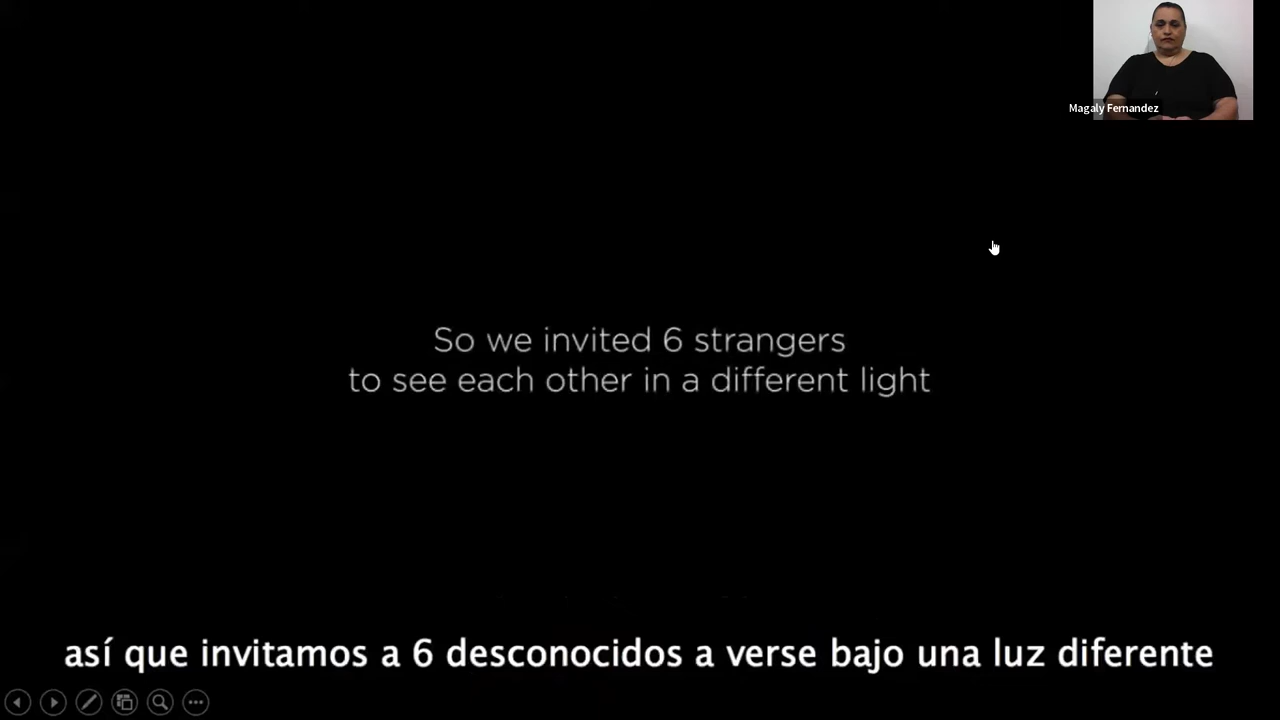 Magaly Fernandez
So we invited 6 strangers
to see each other in a different light
así que invitamos a 6 desconocidos a verse bajo una luz diferente